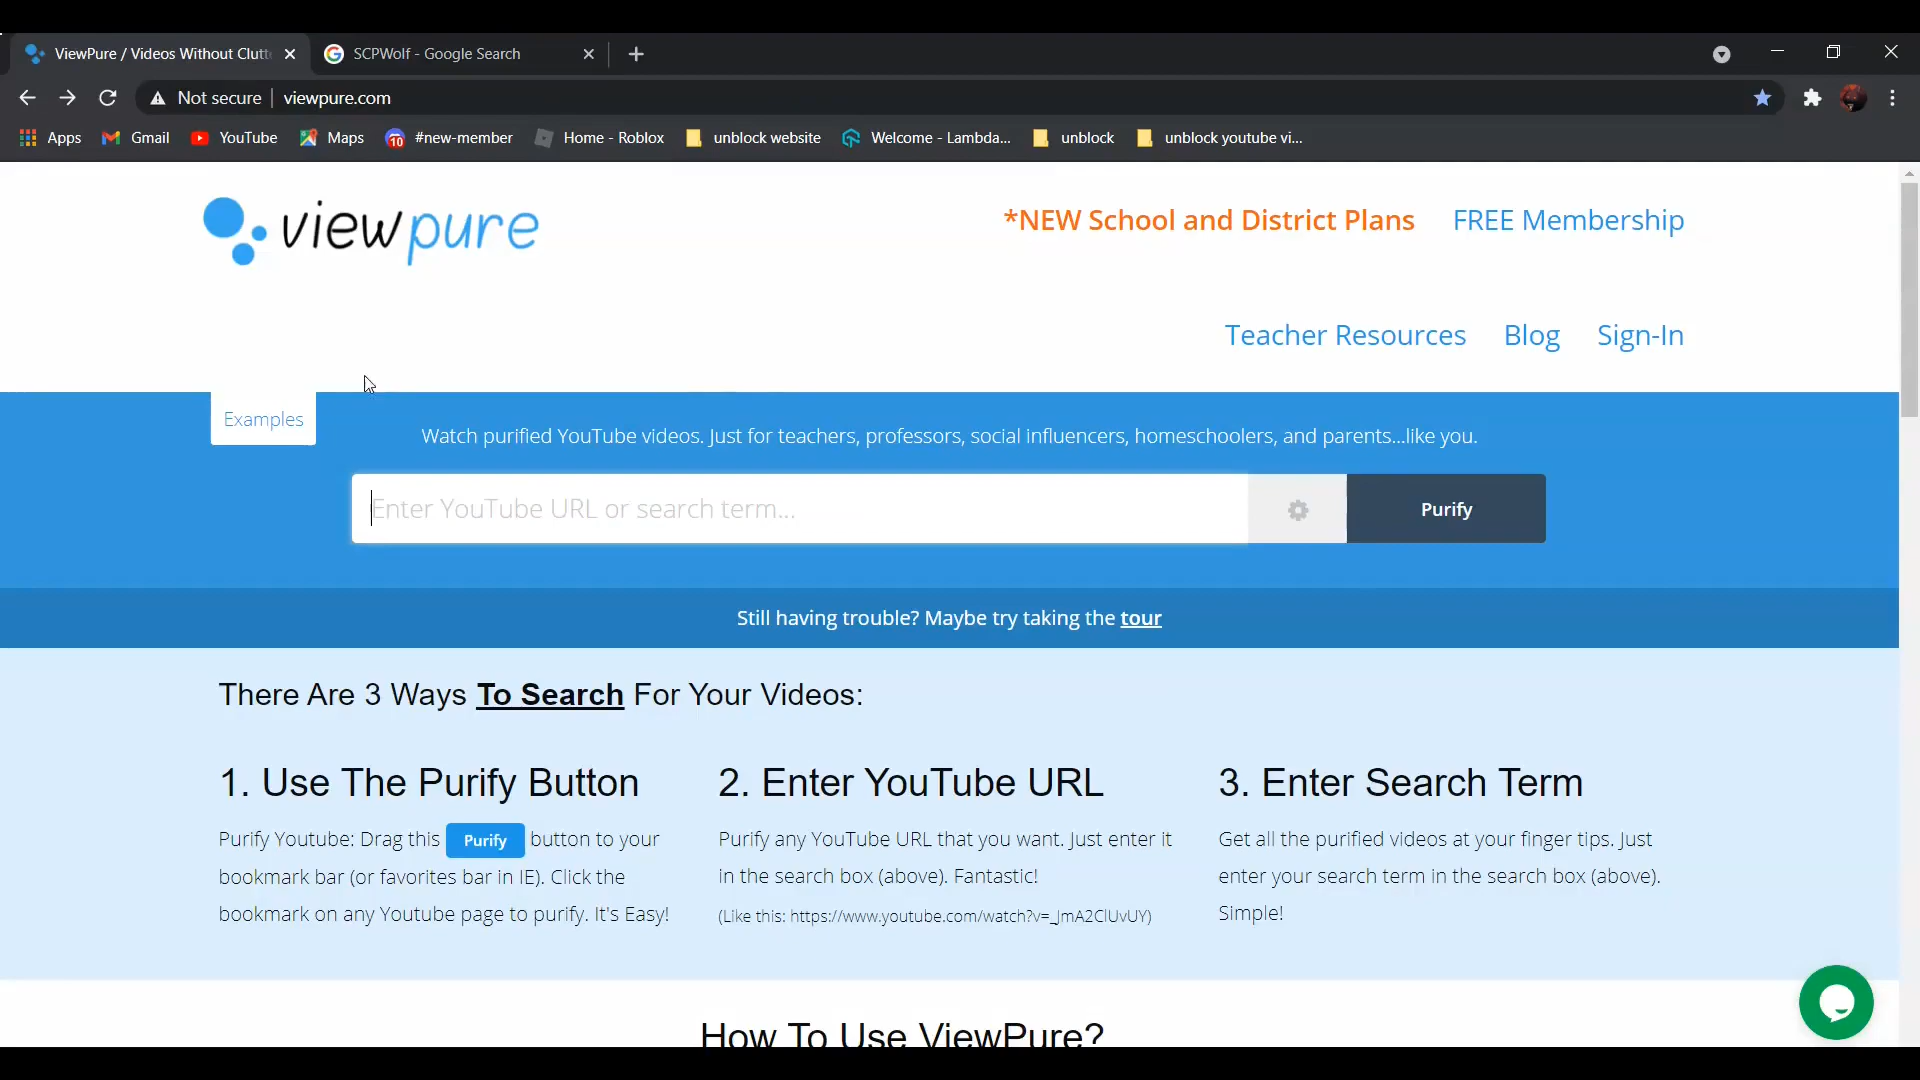 ViewPure / Videos Without Clutt
SCPWolf - Google Search
Not secure
viewpure.com
Apps
Gmail
YouTube
Maps
10
#new-member
Home - Roblox
unblock website
Welcome - Lambda...
unblock
unblock youtube vi...
viewpure
*NEW School and District Plans
FREE Membership
Teacher Resources
Blog
Sign-In
Examples
Watch purified YouTube videos. Just for teachers, professors, social influencers, homeschoolers, and parents...like you.
Enter YouTube URL or search term...
Purify
Still having trouble? Maybe try taking the tour
There Are 3 Ways To Search For Your Videos:
1. Use The Purify Button
Purify Youtube: Drag this Purify button to your
bookmark bar (or favorites bar in IE). Click the
bookmark on any Youtube page to purify. It's Easy!
2. Enter YouTube URL
Purify any YouTube URL that you want. Just enter it
in the search box (above). Fantastic!
(Like this: https://www.youtube.com/watch?v=_JmA2ClUvUY)
3. Enter Search Term
Get all the purified videos at your finger tips. Just
enter your search term in the search box (above).
Simple!
How To Use ViewPure?